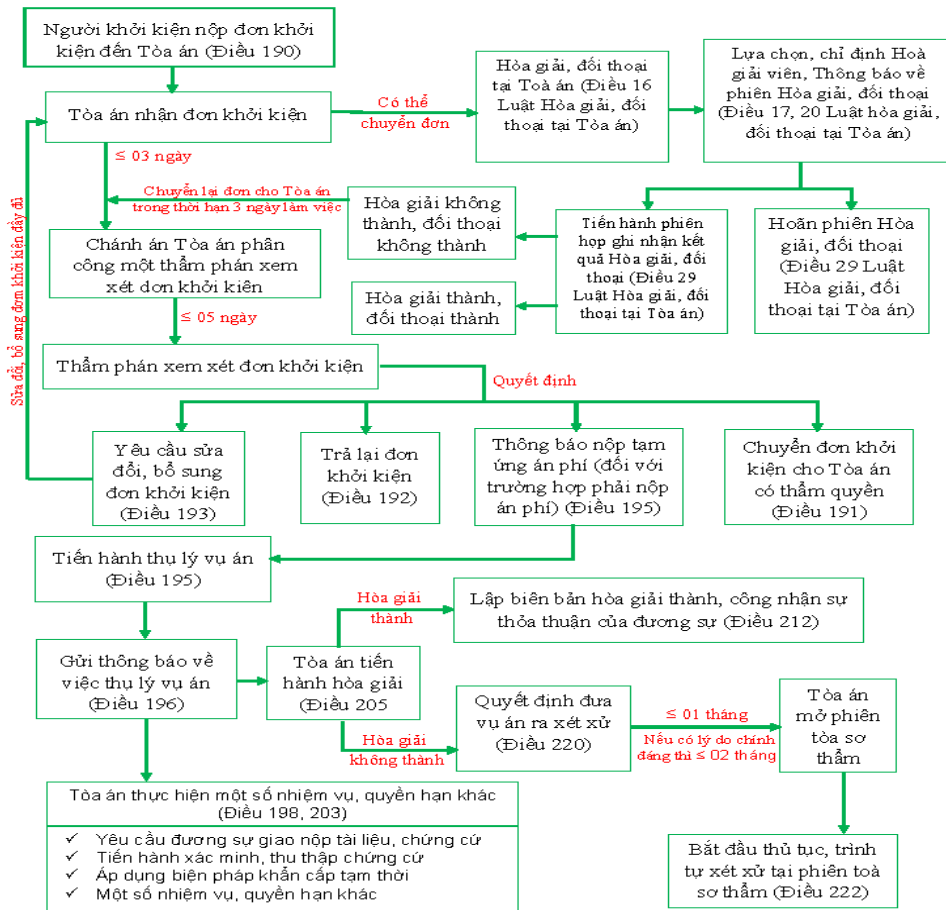 Người khởi kiện nộp đơn khởi
kiện đến Tòa án (Điều 190)
Hòa giải, đối thoại
tại Toà án (Điều 16
Luật Hòa giải, đối
thoại tại Tòa án)
Lựa chọn, chỉ định Hoà
giải viên, Thông báo về
phiên Hòa giải, đối thoại
(Điều 17, 20 Luật hòa giải,
đối thoại tại Tòa án)
Tòa án nhận đơn khởi kiện
Có thể
chuyển đơn
≤ 03 ngày
Chuyển lại đơn cho Tòa án
trong thời hạn 3 ngày làm việc
Hòa giải không
thành, đối thoại
không thành
Tiến hành phiên
họp ghi nhận kết
quả Hòa giải, đối
thoại (Điều 29
Luật Hòa giải, đối
thoại tại Tòa án)
Hoãn phiên Hòa
giải, đối thoại
(Điều 29 Luật
Hòa giải, đối
thoại tại Tòa án)
Chánh án Tòa án phân
công một thẩm phán xem
xét dơn khởi kiện
Hòa giải thành,
đối thoại thành
≤ 05 ngày
Sửa đổi, bổ sung đơm khởi kiện đầy đủ
Thẩm phán xem xét đơn khởi kiện
Quyết định
Yêu cầu sửa
đổi, bổ sung
đơn khởi kiện
(Điều 193)
Trả lại đơn
khởi kiện
(Điều 192)
Thông báo nộp tạm
ứng án phí (đối với
trường hợp phải nộp
án phí) (Điều 195)
Chuyển đơn khởi
kiện cho Tòa án
có thẩm quyền
(Điều 191)
Tiến hành thụ lý vụ án
(Điều 195)
Hòa giải
thành
Lập biên bản hòa giải thành, công nhận sự
thỏa thuận của đương sự (Điều 212)
Gửi thông báo về
việc thụ lý vụ án
(Điều 196)
Tòa án tiến
hành hòa giải
(Điều 205
Hòa giải
không thành
Quyết định đưa
vụ án ra xét xử
(Điều 220)
≤ 01 tháng
Nếu có lý do chính
đáng thì ≤ 02 tháng
Tòa án
mở phiên
tòa sơ
thẩm
Tòa án thực hiện một số nhiệm vụ, quyền hạn khác
(Điều 198, 203)
✓ Yêu cầu đương sự giao nộp tài liệu, chứng cứ
✓ Tiến hành xác minh, thu thập chứng cứ
✓ Áp dụng biện pháp khẩn cấp tạm thời
✓ Một số nhiệm vụ, quyền hạn khác
Bắt đầu thủ tục, trình
tự xét xử tại phiên toà
sơ thẩm (Điều 222)